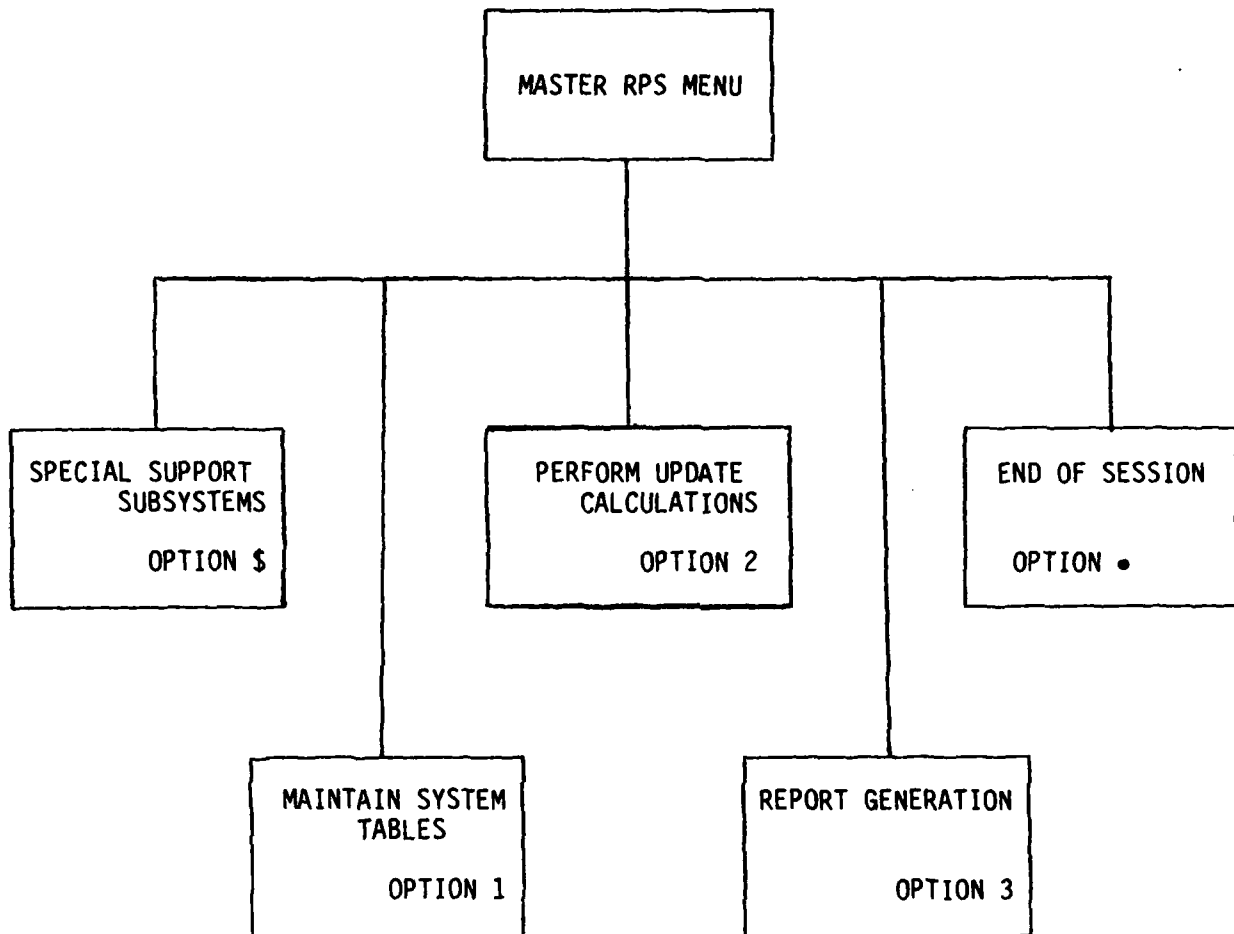 MASTER RPS MENU
SPECIAL SUPPORT
SUBSYSTEMS
OPTION $
PERFORM UPDATE
CALCULATIONS
OPTION 2
END OF SESSION
OPTION •
MAINTAIN SYSTEM
TABLES
OPTION 1
REPORT GENERATION
OPTION 3